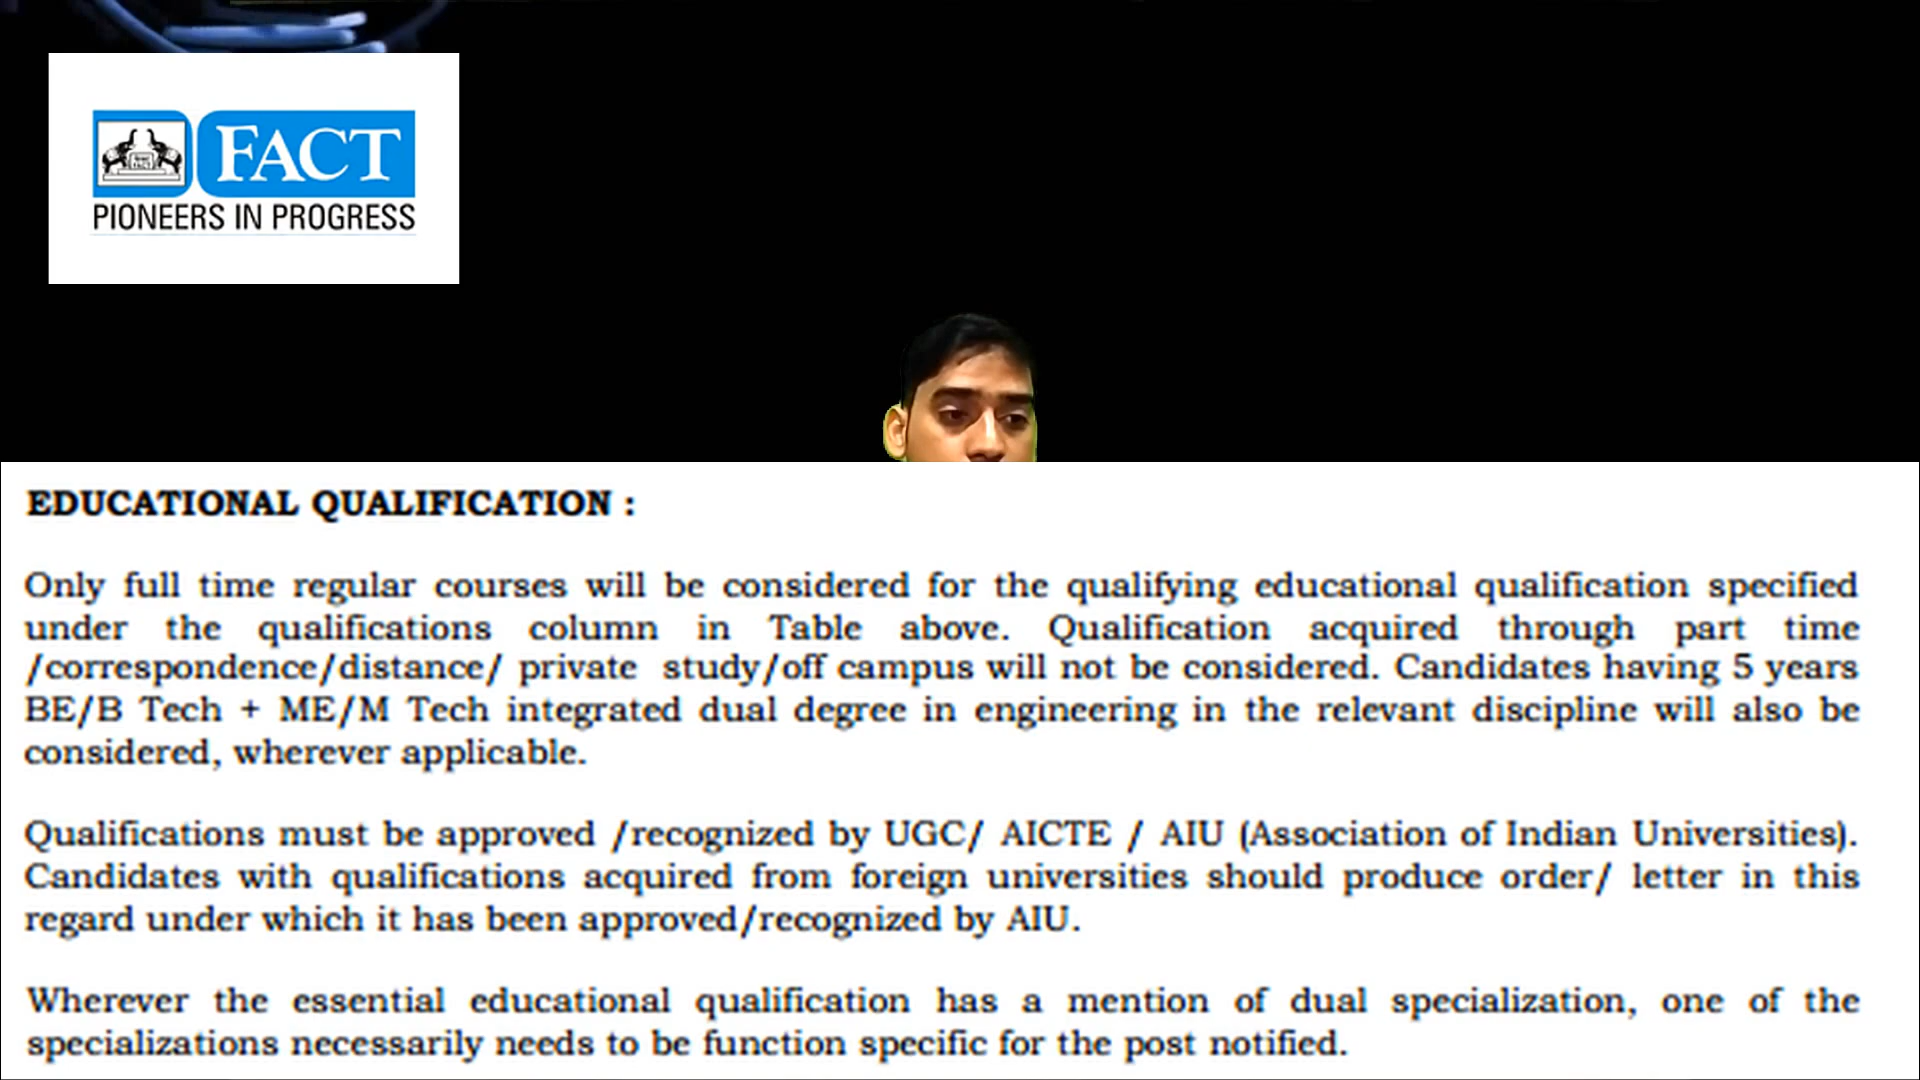 FACT
PIONEERS IN PROGRESS
EDUCATIONAL QUALIFICATION :
Only full time regular courses will be considered for the qualifying educational qualification specified
under the qualifications column in Table above. Qualification acquired through part time
/correspondence/distance/ private study/off campus will not be considered. Candidates having 5 years
BE/B Tech + ME/M Tech integrated dual degree in engineering in the relevant discipline will also be
considered, wherever applicable.
Qualifications must be approved /recognized by UGC/ AICTE / AIU (Association of Indian Universities).
Candidates with qualifications acquired from foreign universities should produce order/ letter in this
regard under which it has been approved/recognized by AIU.
Wherever the essential educational qualification has a mention of dual specialization, one of the
specializations necessarily needs to be function specific for the post notified.